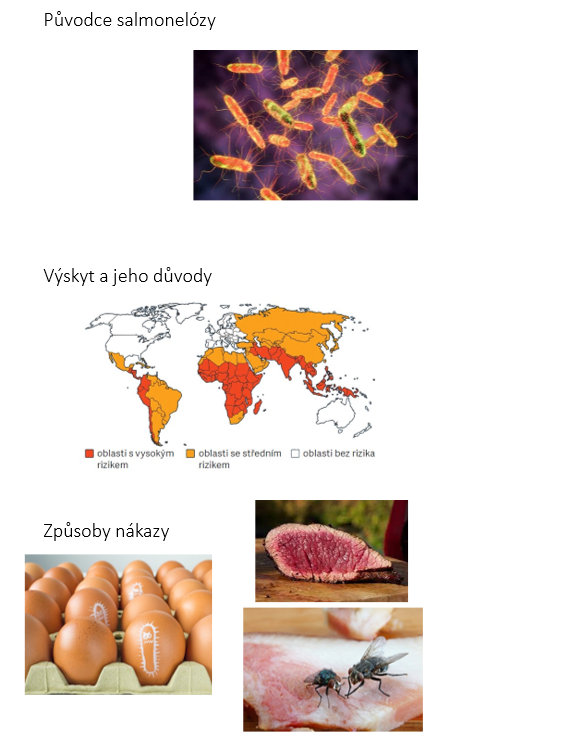 Původce salmonelózy
Výskyt a jeho důvody
oblasti s vysokým rizikem
oblasti se středním rizikem
oblasti bez rizika
Způsoby nákazy